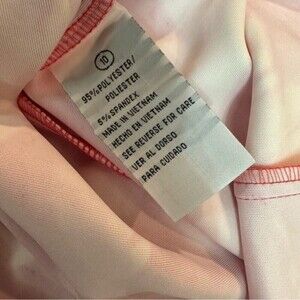 10
95%POLYESTER/
POLIESTER
5%SPANDEX
MADE IN VIETNAM
HECHO EN VIETNAM
SEE REVERSE FOR CARE
VER AL DORSO
PARA CUIDADO